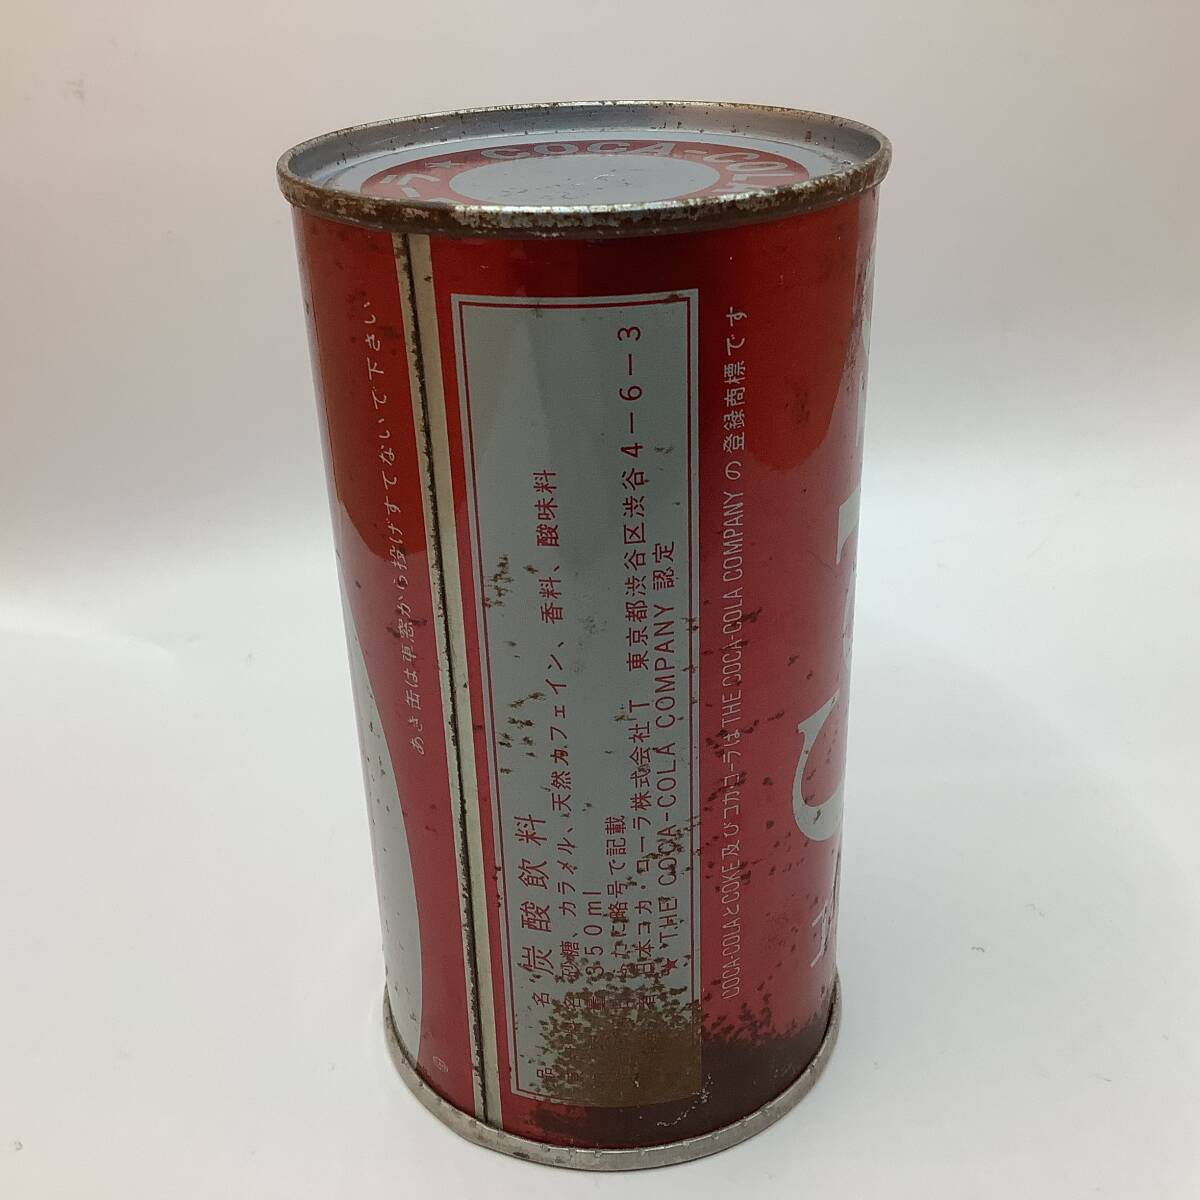 コーラ★COCA-COLA
あき缶は車窓から投げすてないで下さい
品 名 炭酸飲料
砂糖、カラメル、天然カフェイン、香料、酸味料
350ml
ふたに略号で記載
日本コカ・コーラ株式会社T 東京都渋谷区渋谷4-6-3
★THE COCA-COLA COMPANY 認定
COCA-COLAとCOKE及びコカ・コーラはTHE COCA-COLA COMPANYの登録商標です